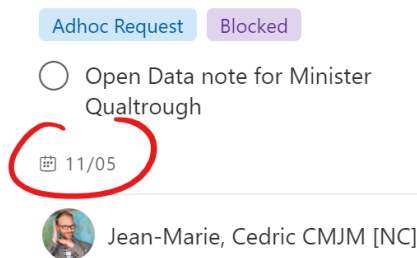 Adhoc Request Blocked
Open Data note for Minister
Qualtrough
11/05
Jean-Marie, Cedric CMJM [NC]